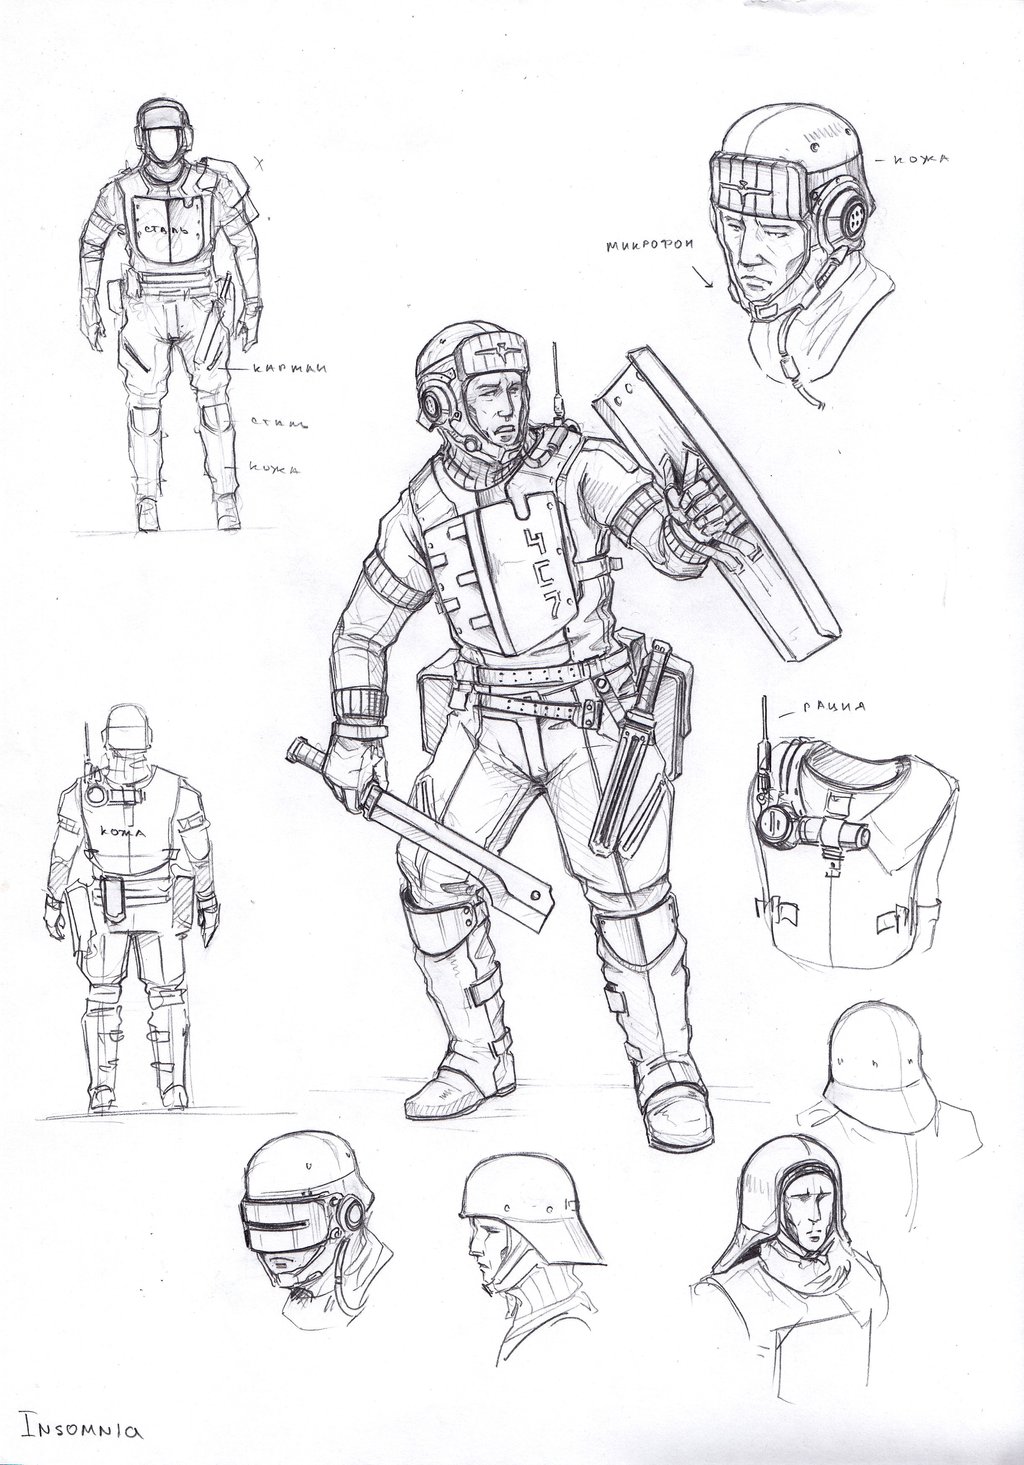 кожа
микрофон
сталь
карман
сталь
кожа
ЧС7
рация
кожа
Insomnia